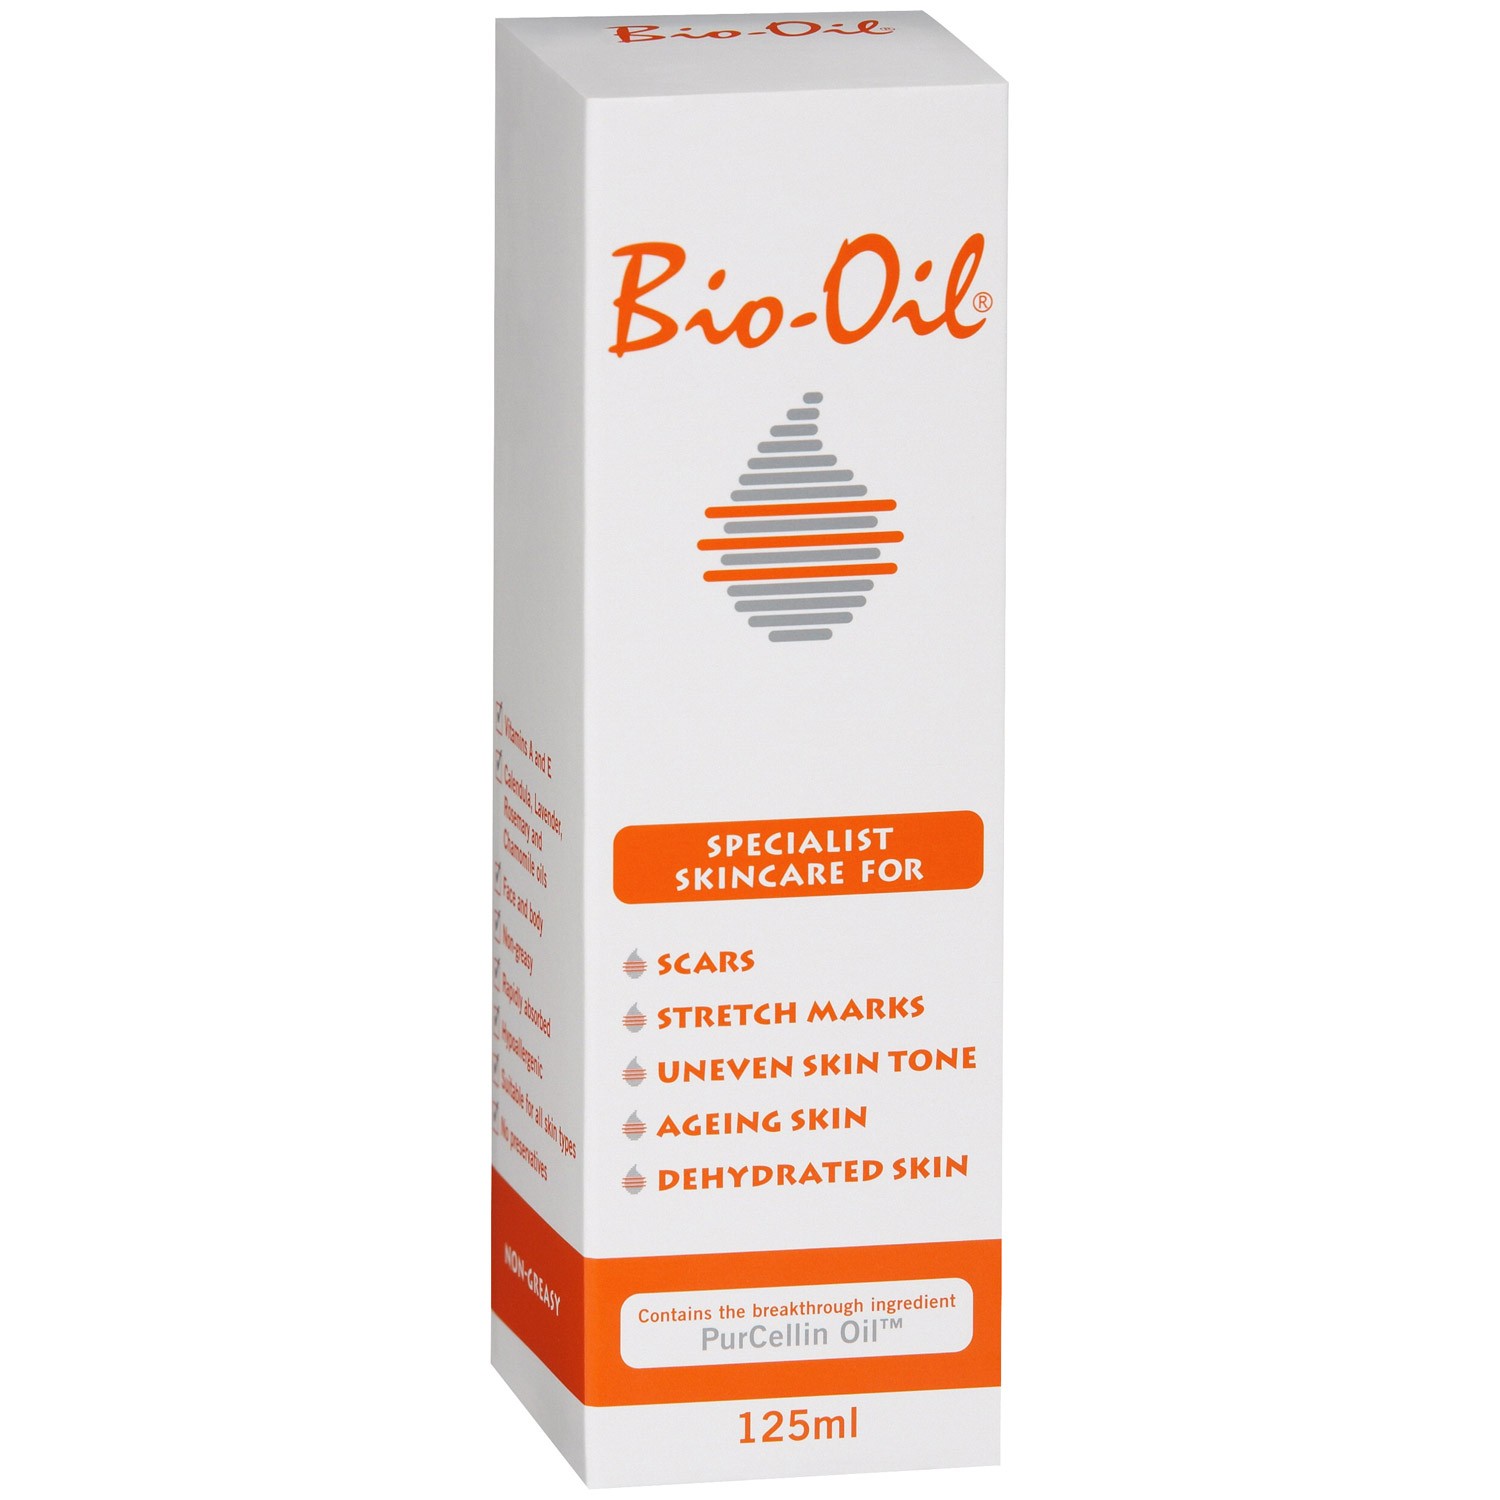 Bio-Oil®
Bio-Oil®
SPECIALIST
SKINCARE FOR
SCARS
STRETCH MARKS
UNEVEN SKIN TONE
AGEING SKIN
DEHYDRATED SKIN
Contains the breakthrough ingredient
PurCellin Oil™
125ml
Vitamins A and E
Calendula, Lavender,
Rosemary and
Chamomile oils
Face and body
Non-greasy
Rapidly absorbed
Hypoallergenic
Suitable for all skin types
No preservatives
NON-GREASY